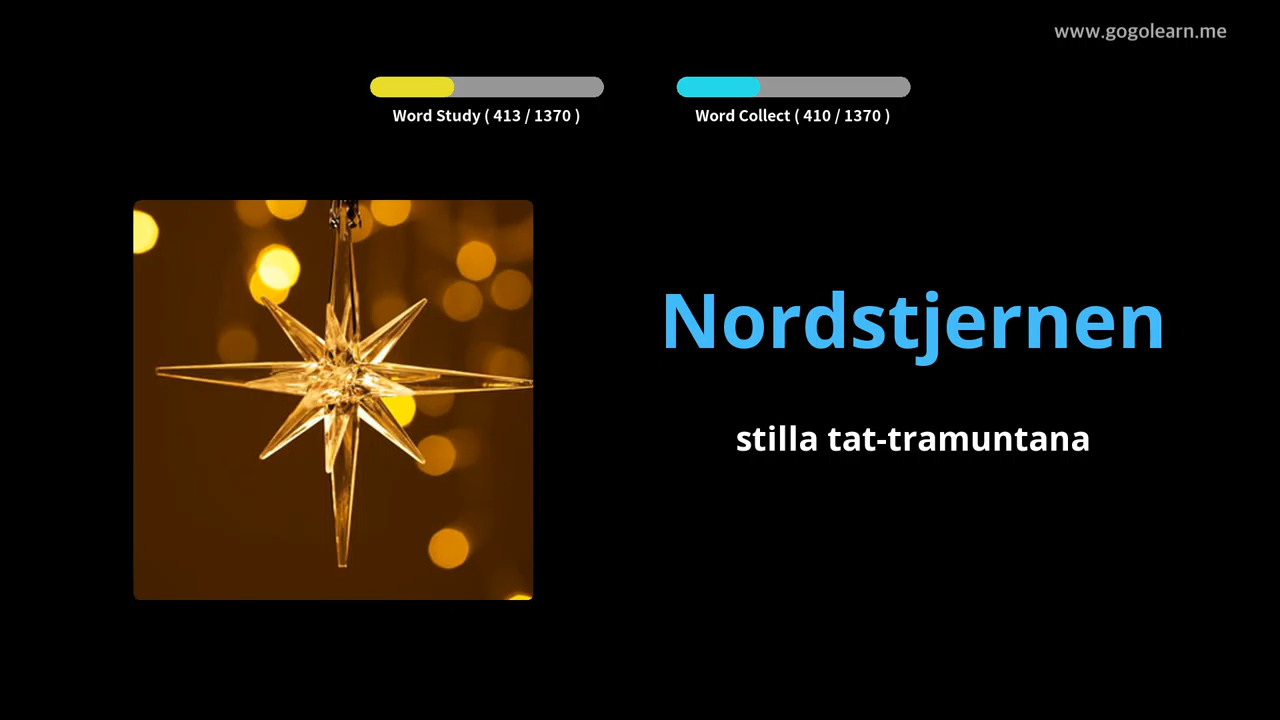 www.gogolearn.me
Word Study ( 413 / 1370 )
Word Collect ( 410 / 1370 )
Nordstjernen
stilla tat-tramuntana